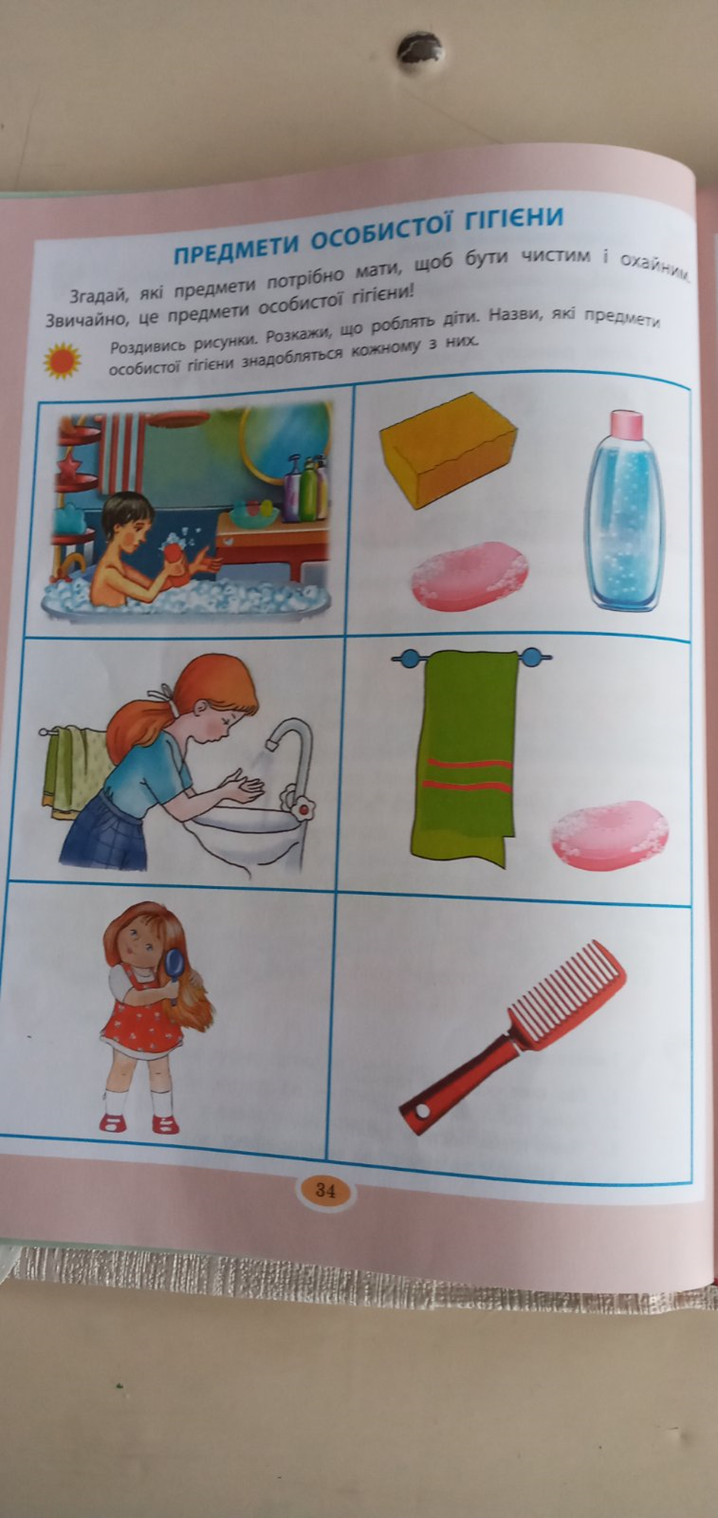 ПРЕДМЕТИ ОСОБИСТОЇ ГІГІЄНИ
Згадай, які предмети потрібно мати, щоб бути чистим і охайним.
Звичайно, це предмети особистої гігієни!
Роздивись рисунки. Розкажи, що роблять діти. Назви, які предмети
особистої гігієни знадобляться кожному з них.
34